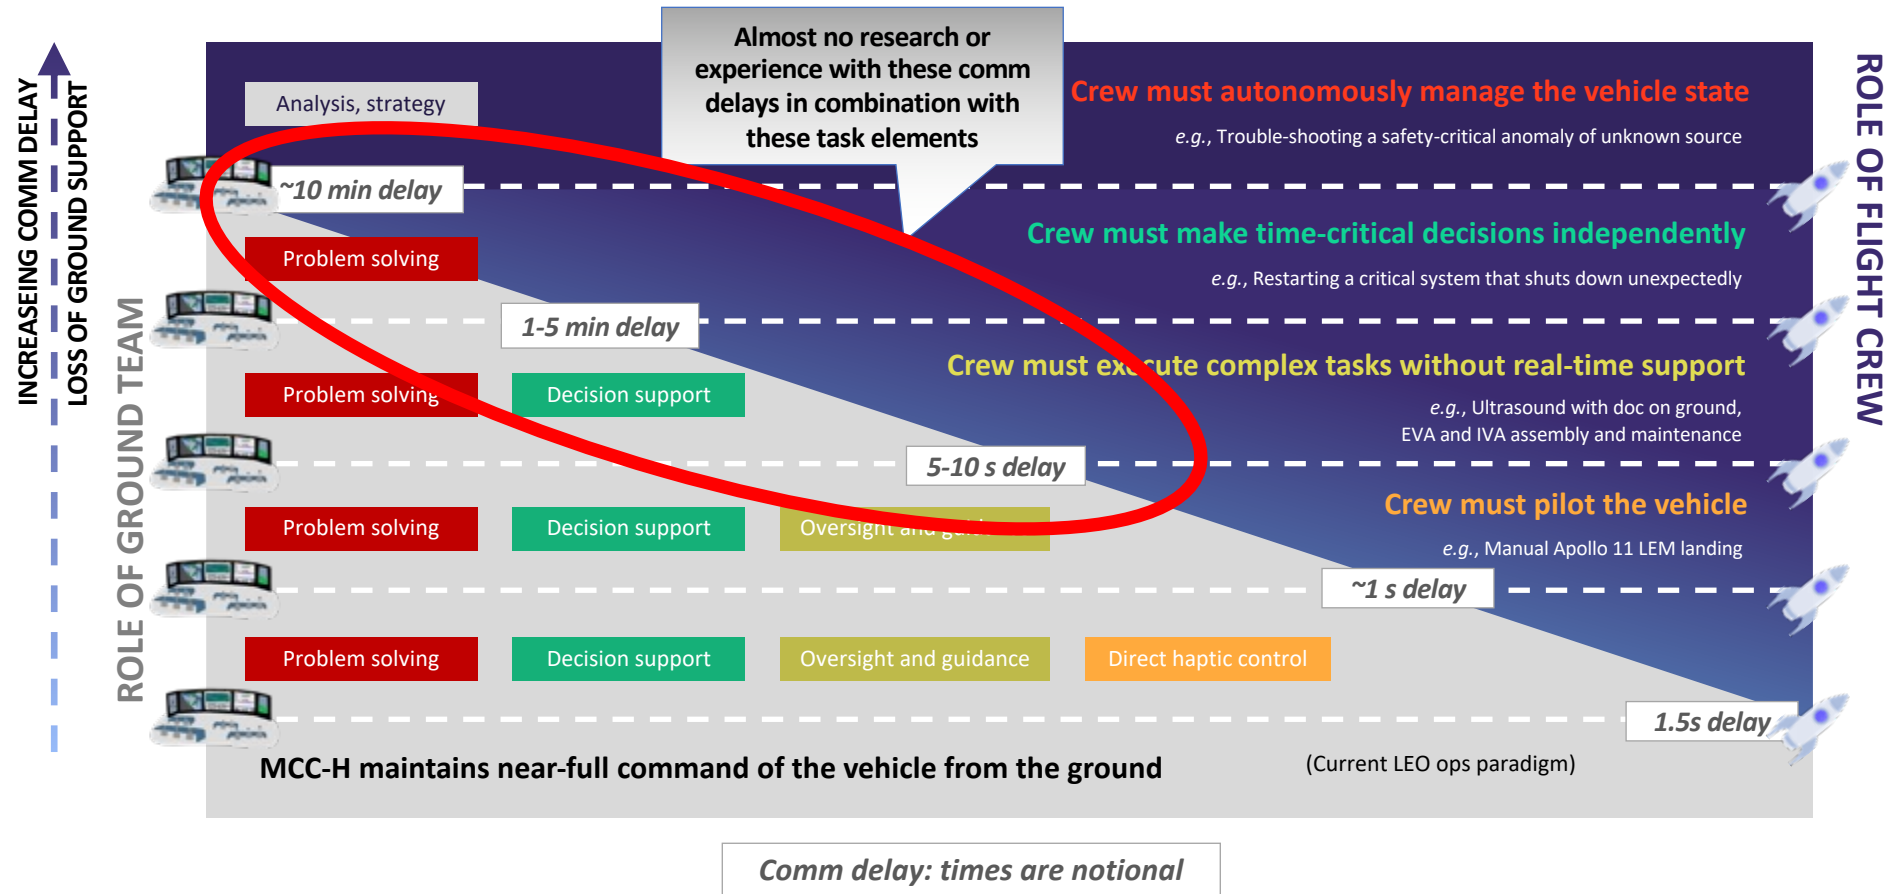 INCREASEING COMM DELAY
LOSS OF GROUND SUPPORT
ROLE OF GROUND TEAM
ROLE OF FLIGHT CREW
Almost no research or
experience with these comm
delays in combination with
these task elements
Analysis, strategy
Crew must autonomously manage the vehicle state
e.g., Trouble-shooting a safety-critical anomaly of unknown source
~10 min delay
Problem solving
Crew must make time-critical decisions independently
e.g., Restarting a critical system that shuts down unexpectedly
1-5 min delay
Problem solving
Decision support
Crew must execute complex tasks without real-time support
e.g., Ultrasound with doc on ground,
EVA and IVA assembly and maintenance
5-10 s delay
Problem solving
Decision support
Oversight and
Crew must pilot the vehicle
e.g., Manual Apollo 11 LEM landing
~1 s delay
Problem solving
Decision support
Oversight and guidance
Direct haptic control
1.5s delay
MCC-H maintains near-full command of the vehicle from the ground
(Current LEO ops paradigm)
Comm delay: times are notional